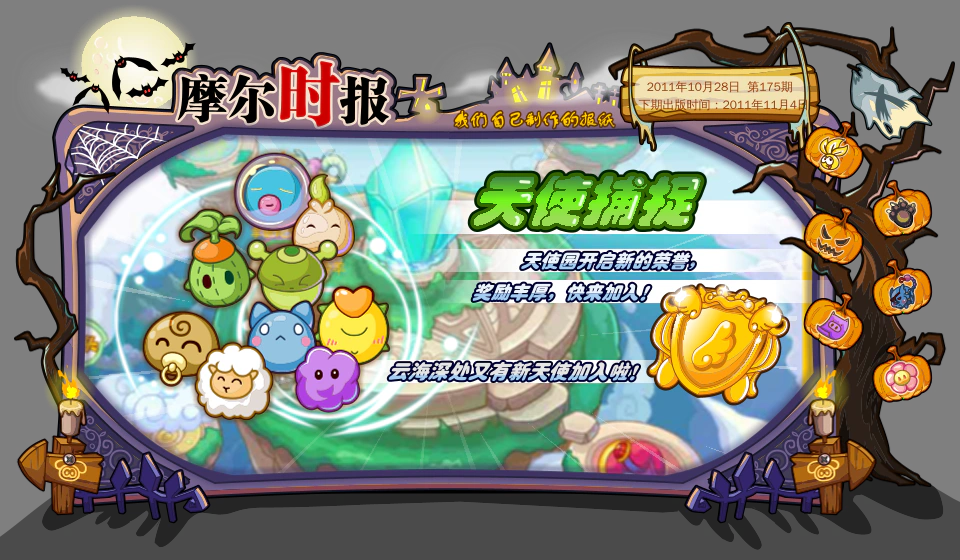 摩尔时报
我们自己制作的报纸
2011年10月28日 第175期
下期出版时间：2011年11月4日
天使捕捉
天使园开启新的荣誉，
奖励丰厚，快来加入！
云海深处又有新天使加入啦！